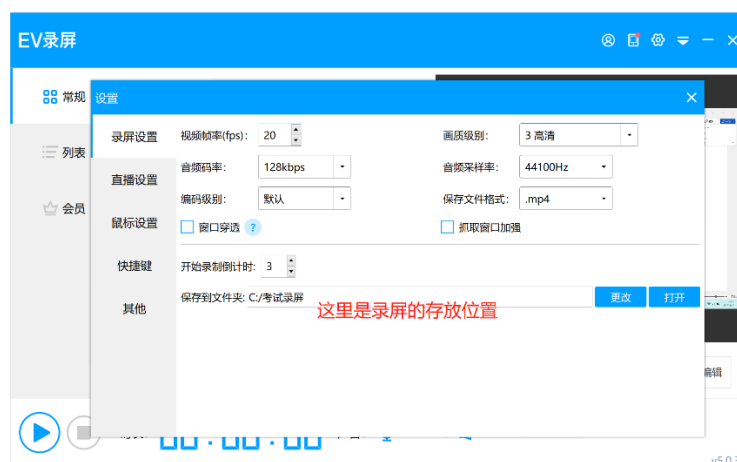 EV录屏
常规
设置
录屏设置
视频帧率(fps)： 20
画质级别： 3 高清
列表
直播设置
音频码率： 128kbps
音频采样率： 44100Hz
编码级别： 默认
保存文件格式： .mp4
会员
鼠标设置
窗口穿透 ?
抓取窗口加强
快捷键
开始录制倒计时: 3
其他
保存到文件夹: C:/考试录屏
更改
打开
这里是录屏的存放位置
编辑